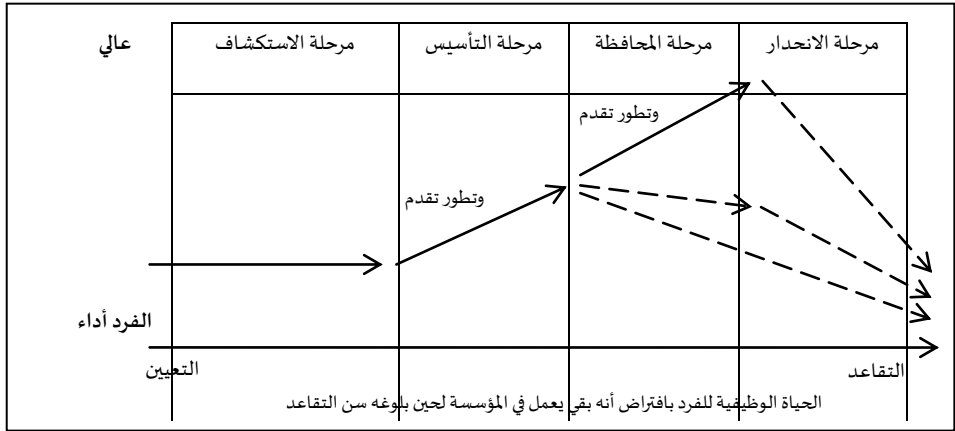 عالي
مرحلة الاستكشاف
مرحلة التأسيس
مرحلة المحافظة
مرحلة الانحدار
وتطور تقدم
وتطور تقدم
الفرد أداء
التعيين
التقاعد
الحياة الوظيفية للفرد بافتراض أنه بقي يعمل في المؤسسة لحين بلوغه سن التقاعد